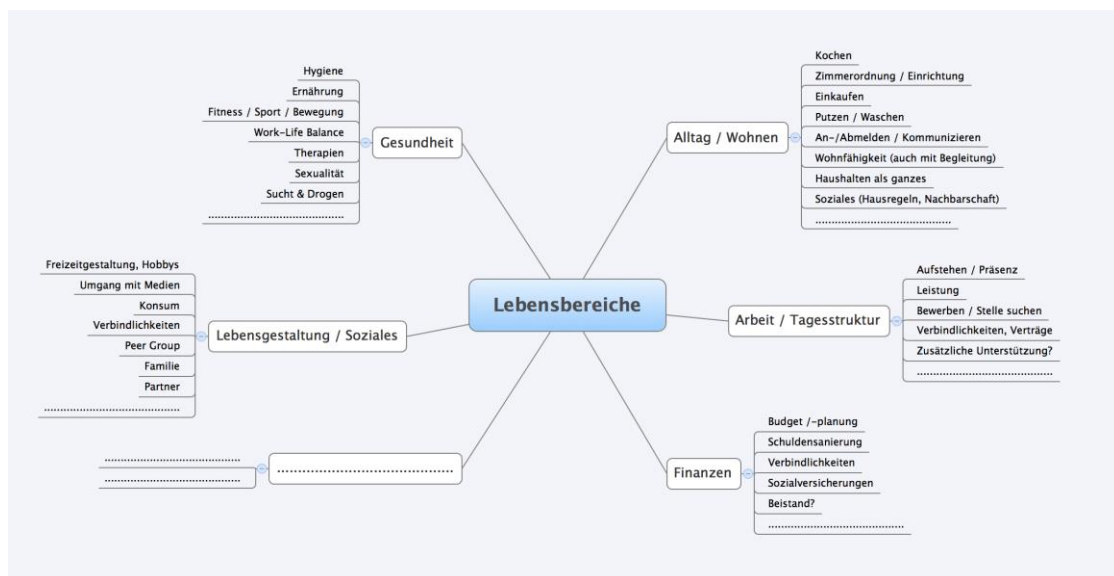 Lebensbereiche
Gesundheit
Hygiene
Ernährung
Fitness / Sport / Bewegung
Work-Life Balance
Therapien
Sexualität
Sucht & Drogen
..........................................
Lebensgestaltung / Soziales
Freizeitgestaltung, Hobbys
Umgang mit Medien
Konsum
Verbindlichkeiten
Peer Group
Familie
Partner
..........................................
..........................................
..........................................
..........................................
Alltag / Wohnen
Kochen
Zimmerordnung / Einrichtung
Einkaufen
Putzen / Waschen
An-/Abmelden / Kommunizieren
Wohnfähigkeit (auch mit Begleitung)
Haushalten als ganzes
Soziales (Hausregeln, Nachbarschaft)
..........................................
Arbeit / Tagesstruktur
Aufstehen / Präsenz
Leistung
Bewerben / Stelle suchen
Verbindlichkeiten, Verträge
Zusätzliche Unterstützung?
..........................................
Finanzen
Budget /-planung
Schuldensanierung
Verbindlichkeiten
Sozialversicherungen
Beistand?
..........................................